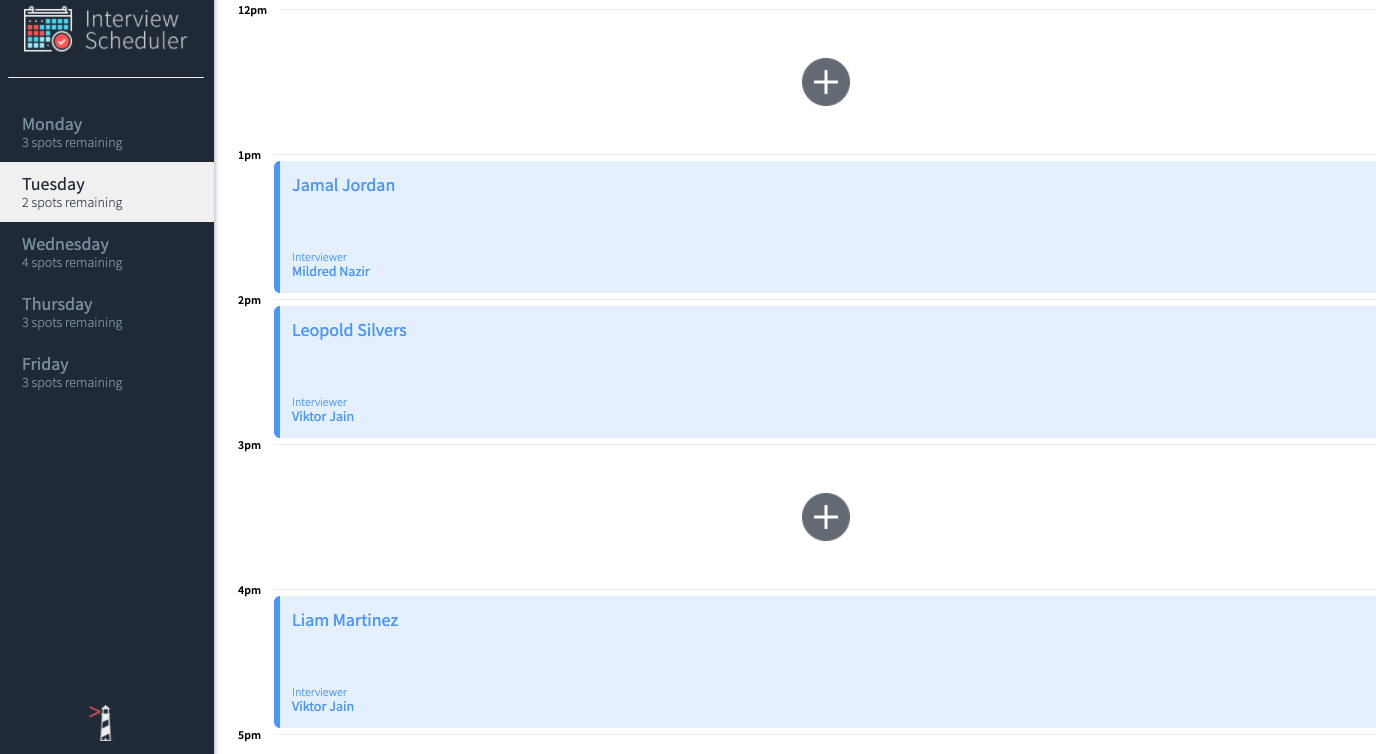 Interview
Scheduler
Monday
3 spots remaining
Tuesday
2 spots remaining
Wednesday
4 spots remaining
Thursday
3 spots remaining
Friday
3 spots remaining
>
12pm
1pm
Jamal Jordan
Interviewer
Mildred Nazir
2pm
Leopold Silvers
Interviewer
Viktor Jain
3pm
4pm
Liam Martinez
Interviewer
Viktor Jain
5pm